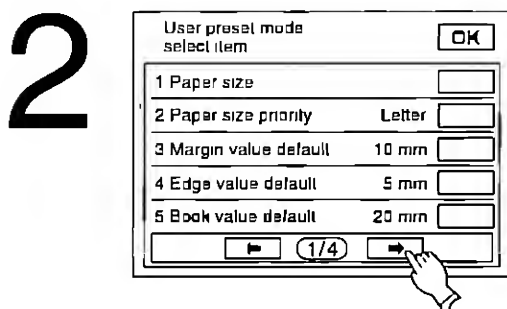 2
User preset mode
select item
OK
1 Paper size
2 Paper size priority Letter
3 Margin value default 10 mm
4 Edge value default 5 mm
5 Book value default 20 mm
1/4